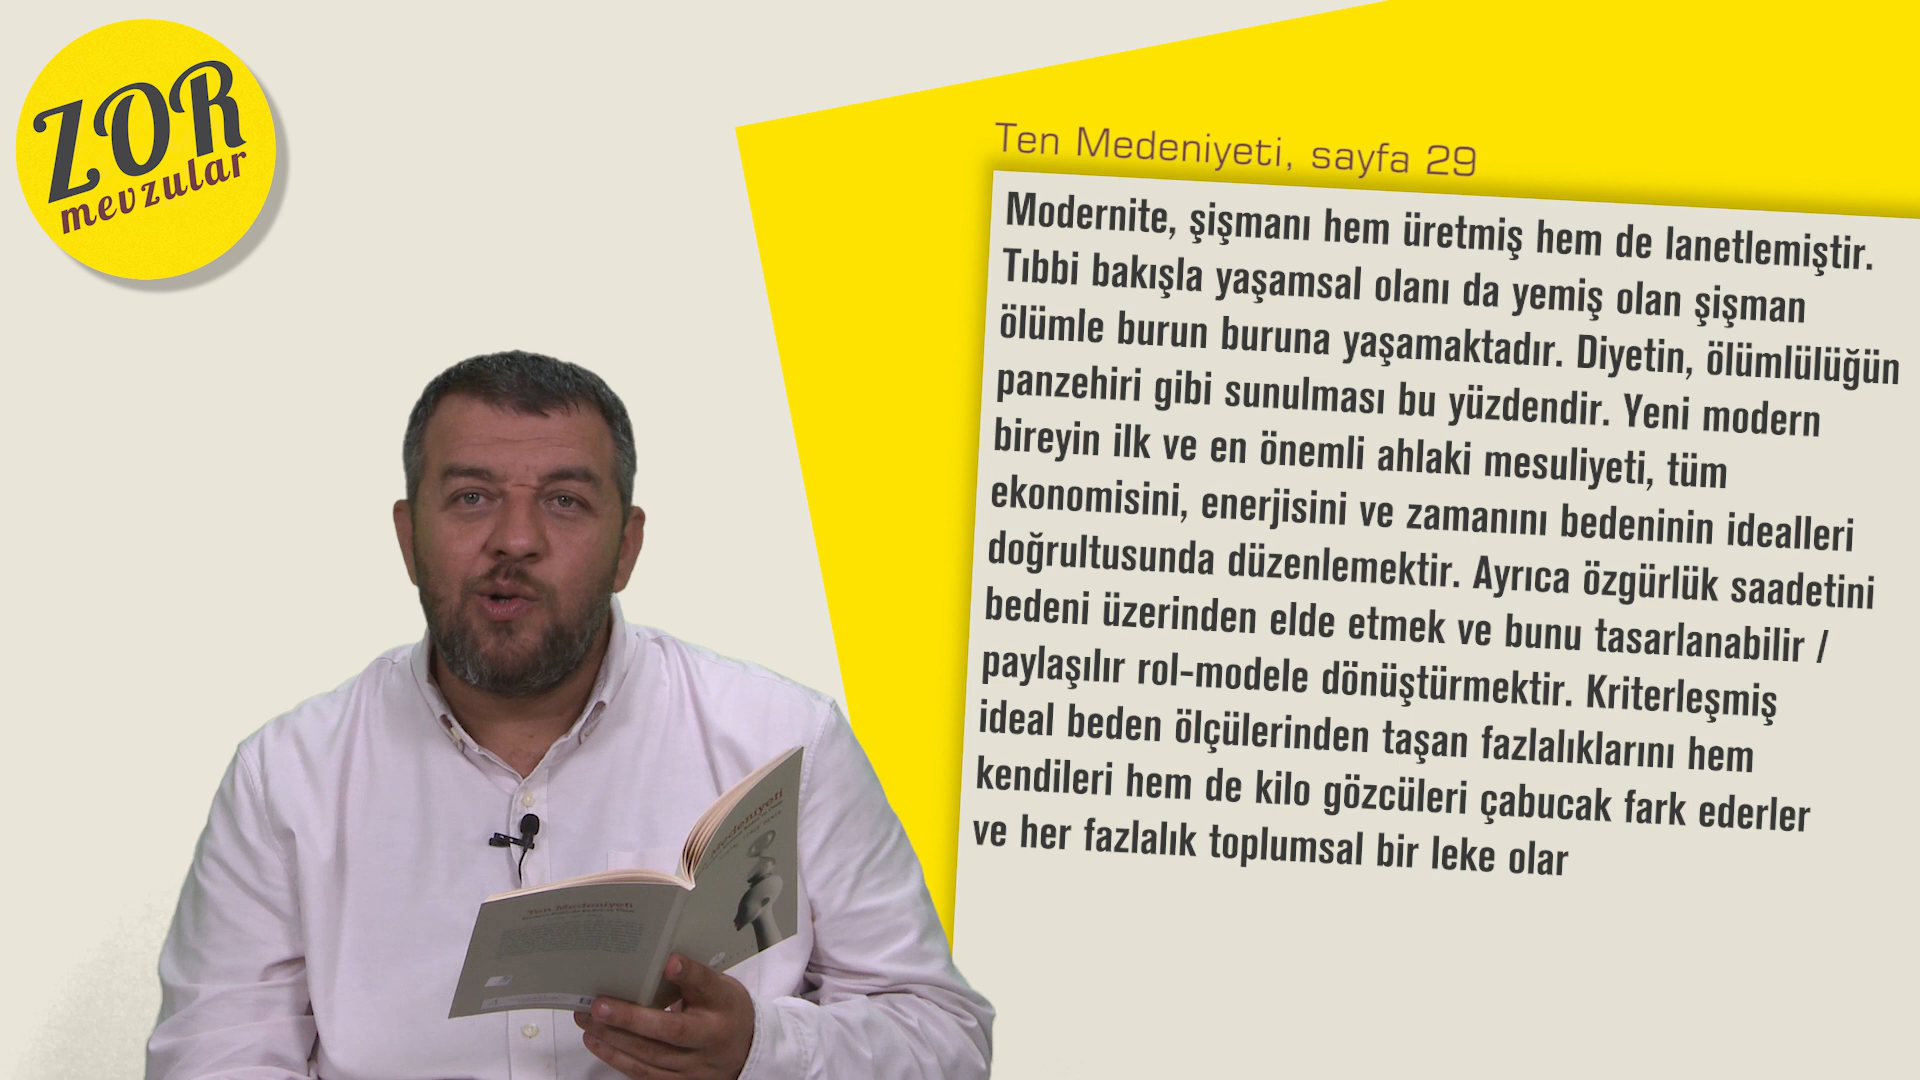 ZOR
mevzular
Ten Medeniyeti, sayfa 29
Modernite, şişmanı hem üretmiş hem de lanetlemiştir.
Tıbbi bakışla yaşamsal olanı da yemiş olan şişman
ölümle burun buruna yaşamaktadır. Diyetin, ölümlülüğün
panzehiri gibi sunulması bu yüzdendir. Yeni modern
bireyin ilk ve en önemli ahlaki mesuliyeti, tüm
ekonomisini, enerjisini ve zamanını bedeninin idealleri
doğrultusunda düzenlemektir. Ayrıca özgürlük saadetini
bedeni üzerinden elde etmek ve bunu tasarlanabilir /
paylaşılır rol-modele dönüştürmektir. Kriterleşmiş
ideal beden ölçülerinden taşan fazlalıklarını hem
kendileri hem de kilo gözcüleri çabucak fark ederler
ve her fazlalık toplumsal bir leke olar
Medeniyeti
Ten Medeniyeti